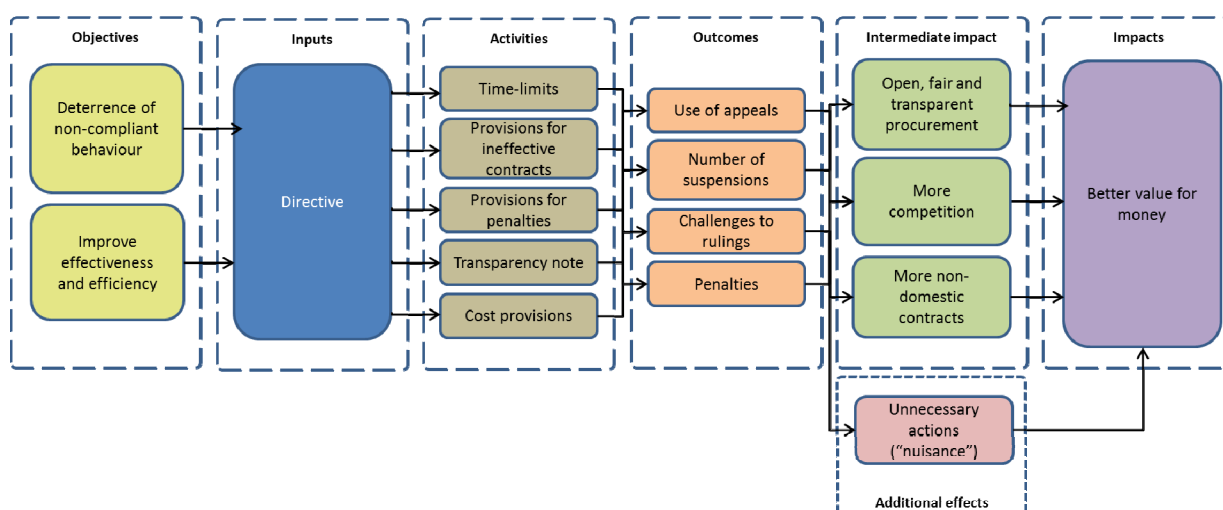 Objectives
Deterrence of
non-compliant
behaviour
Improve
effectiveness
and efficiency
Inputs
Directive
Activities
Time-limits
Provisions for
ineffective
contracts
Provisions for
penalties
Transparency note
Cost provisions
Outcomes
Use of appeals
Number of
suspensions
Challenges to
rulings
Penalties
Intermediate impact
Open, fair and
transparent
procurement
More
competition
More non-
domestic
contracts
Impacts
Better value for
money
Unnecessary
actions
(“nuisance”)
Additional effects